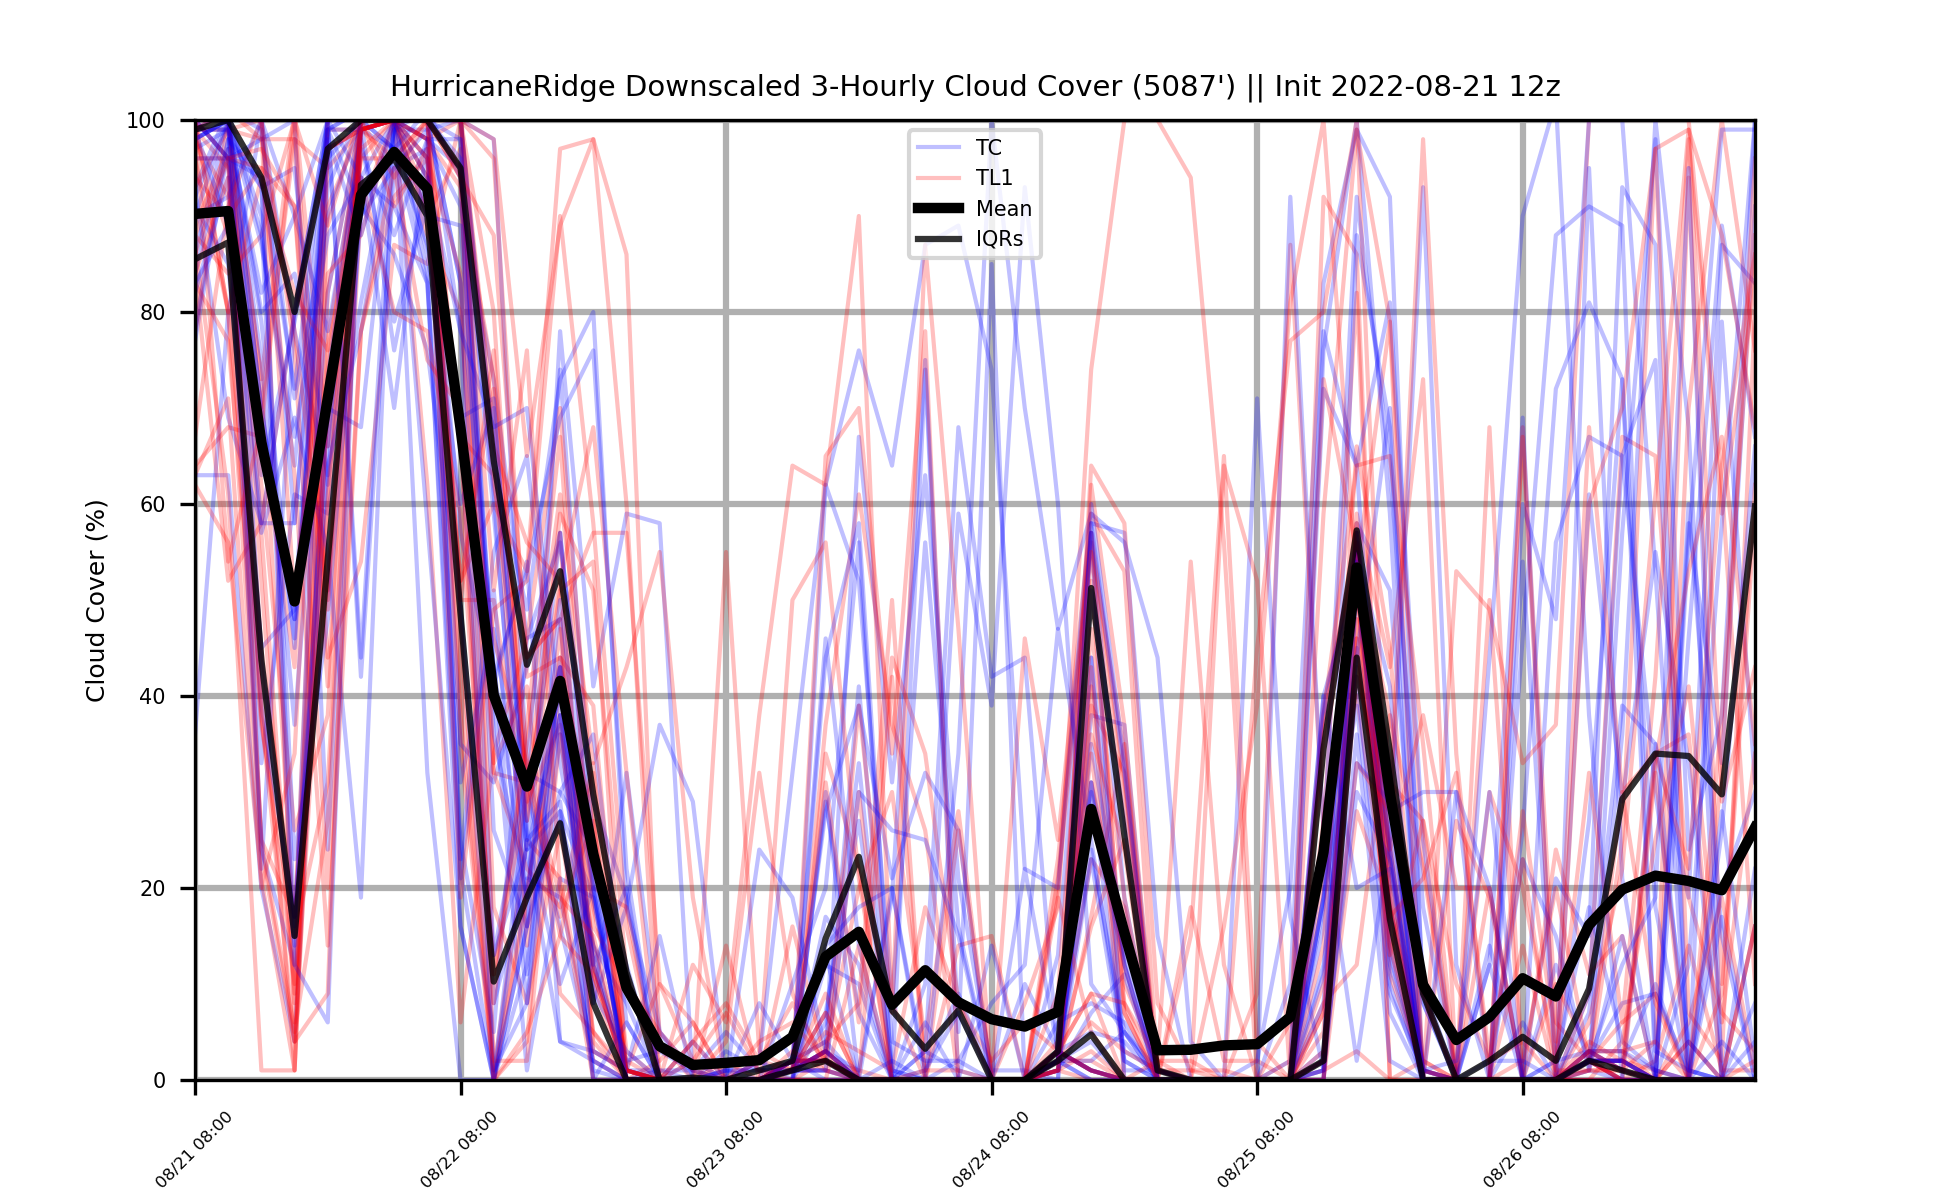 HurricaneRidge Downscaled 3-Hourly Cloud Cover (5087') || Init 2022-08-21 12z
TC
TL1
Mean
IQRs
Cloud Cover (%)
100
80
60
40
20
0
08/21 08:00
08/22 08:00
08/23 08:00
08/24 08:00
08/25 08:00
08/26 08:00